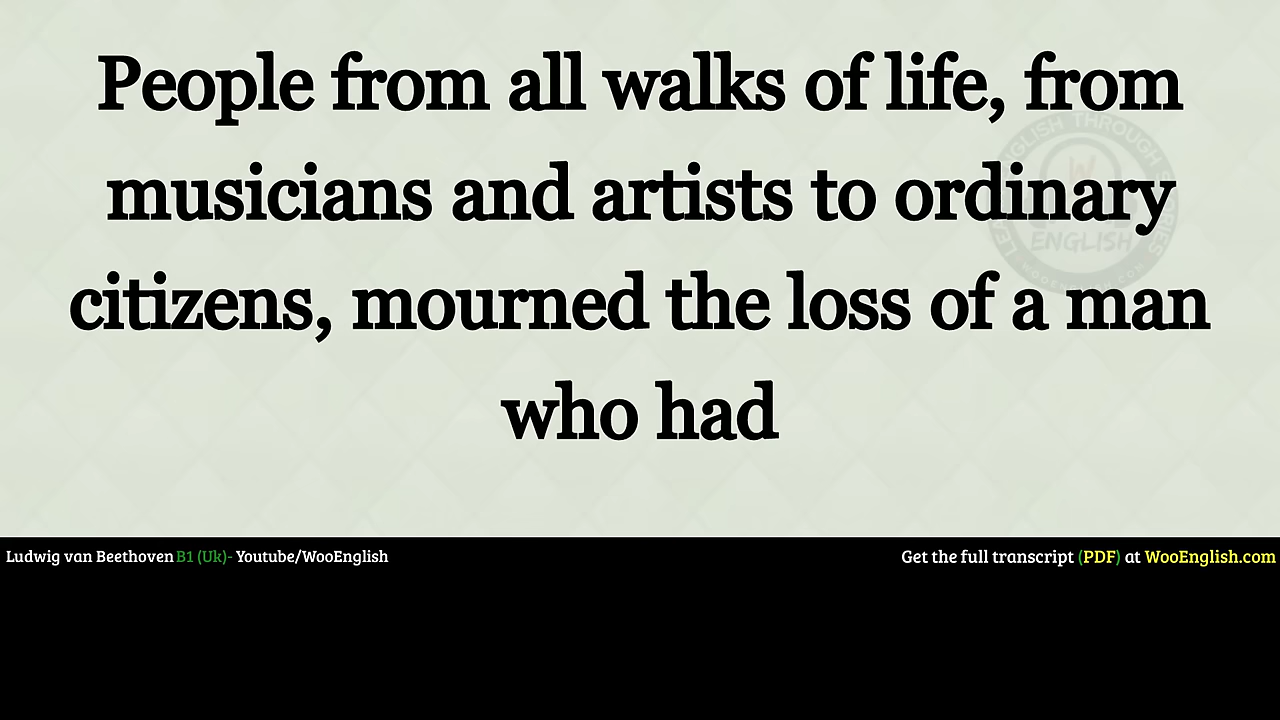 People from all walks of life, from
musicians and artists to ordinary
citizens, mourned the loss of a man
who had
Ludwig van Beethoven B1 (Uk)- Youtube/WooEnglish
Get the full transcript (PDF) at WooEnglish.com